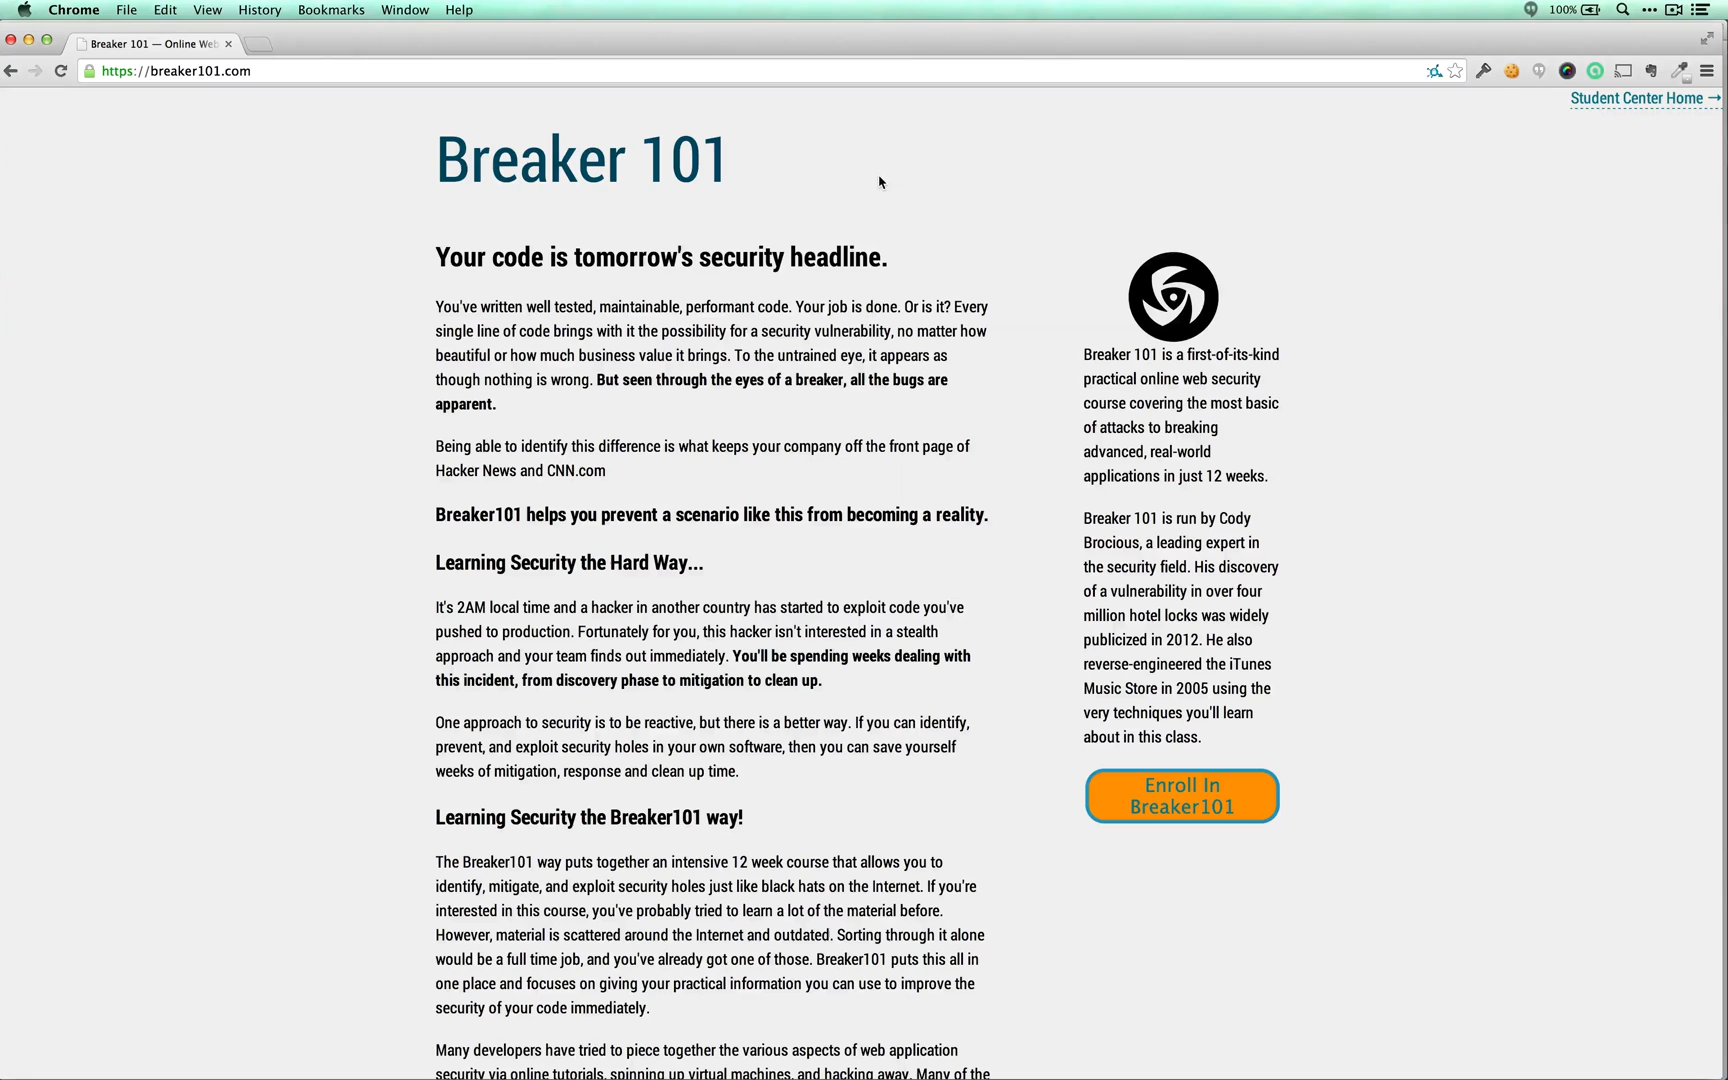 Chrome File Edit View History Bookmarks Window Help 100%
Breaker 101 — Online Web
https://breaker101.com
Student Center Home →
Breaker 101
Your code is tomorrow's security headline.
You've written well tested, maintainable, performant code. Your job is done. Or is it? Every
single line of code brings with it the possibility for a security vulnerability, no matter how
beautiful or how much business value it brings. To the untrained eye, it appears as
though nothing is wrong. But seen through the eyes of a breaker, all the bugs are
apparent.
Being able to identify this difference is what keeps your company off the front page of
Hacker News and CNN.com
Breaker101 helps you prevent a scenario like this from becoming a reality.
Learning Security the Hard Way...
It's 2AM local time and a hacker in another country has started to exploit code you've
pushed to production. Fortunately for you, this hacker isn't interested in a stealth
approach and your team finds out immediately. You'll be spending weeks dealing with
this incident, from discovery phase to mitigation to clean up.
One approach to security is to be reactive, but there is a better way. If you can identify,
prevent, and exploit security holes in your own software, then you can save yourself
weeks of mitigation, response and clean up time.
Learning Security the Breaker101 way!
The Breaker101 way puts together an intensive 12 week course that allows you to
identify, mitigate, and exploit security holes just like black hats on the Internet. If you're
interested in this course, you've probably tried to learn a lot of the material before.
However, material is scattered around the Internet and outdated. Sorting through it alone
would be a full time job, and you've already got one of those. Breaker101 puts this all in
one place and focuses on giving your practical information you can use to improve the
security of your code immediately.
Many developers have tried to piece together the various aspects of web application
security via online tutorials, spinning up virtual machines, and hacking away. Many of the
Breaker 101 is a first-of-its-kind
practical online web security
course covering the most basic
of attacks to breaking
advanced, real-world
applications in just 12 weeks.
Breaker 101 is run by Cody
Brocious, a leading expert in
the security field. His discovery
of a vulnerability in over four
million hotel locks was widely
publicized in 2012. He also
reverse-engineered the iTunes
Music Store in 2005 using the
very techniques you'll learn
about in this class.
Enroll In
Breaker101